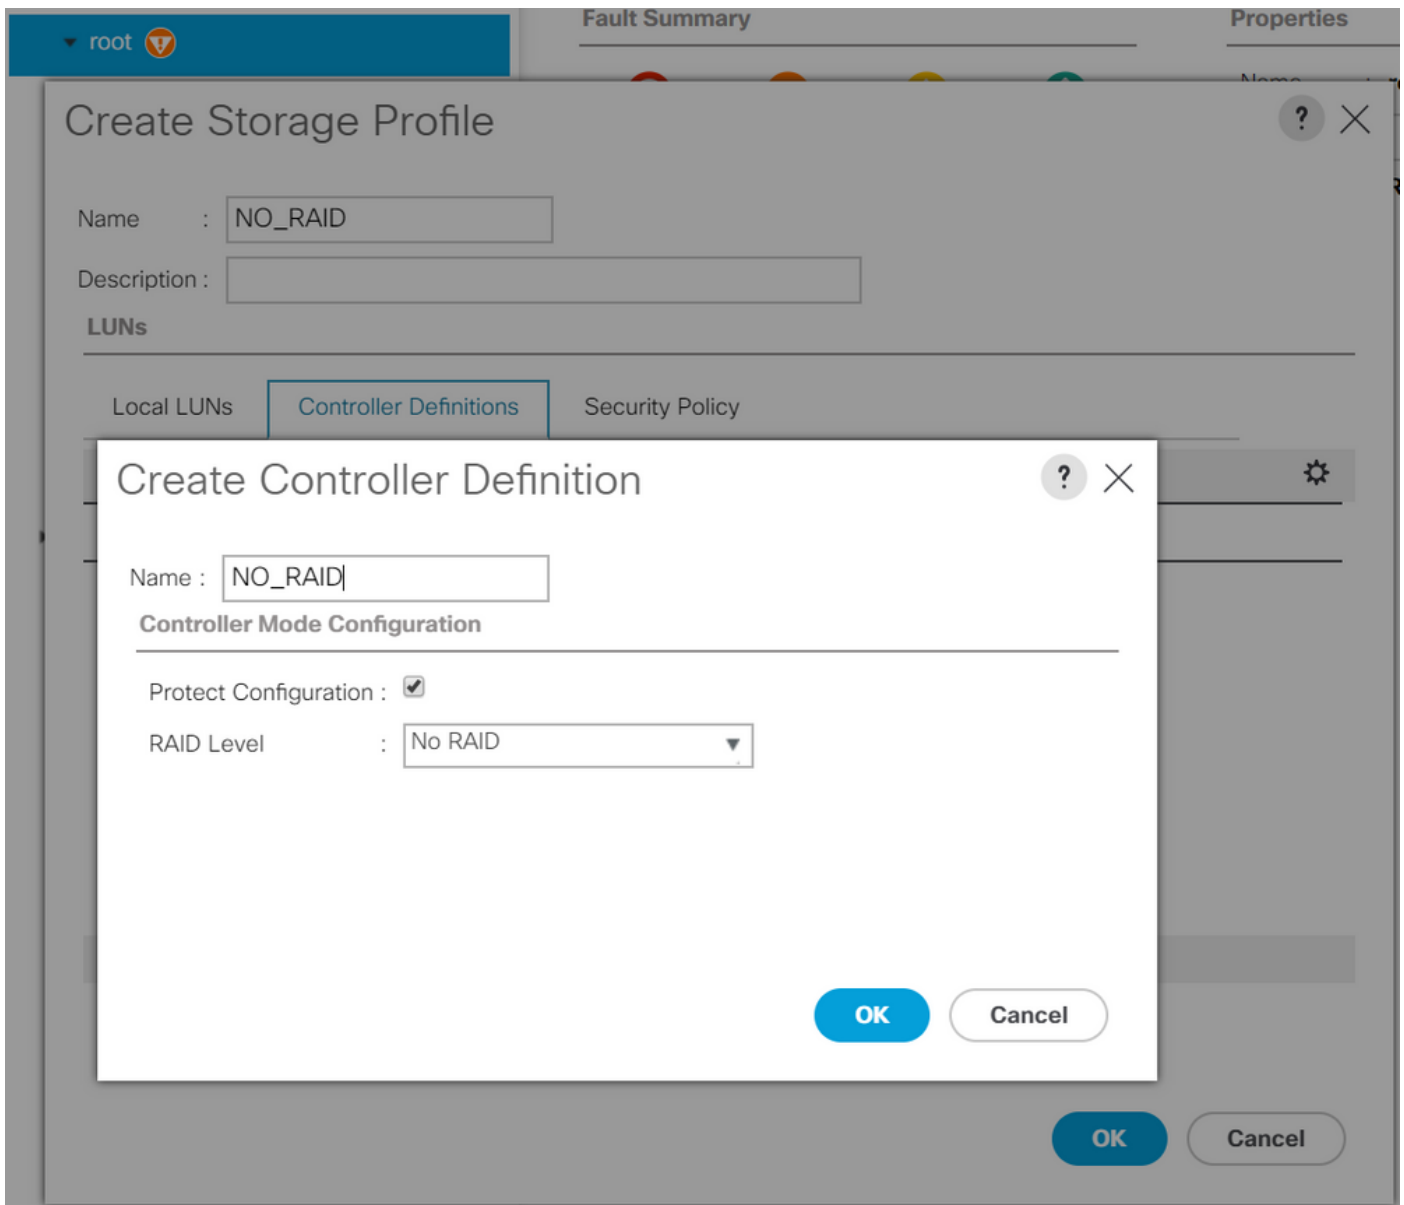 root
Fault Summary
Properties
Name :
Create Storage Profile
?
Name : NO_RAID
Description :
LUNs
Local LUNs
Controller Definitions
Security Policy
Create Controller Definition
?
Name : NO_RAID
Controller Mode Configuration
Protect Configuration :
RAID Level : No RAID
OK
Cancel
OK
Cancel